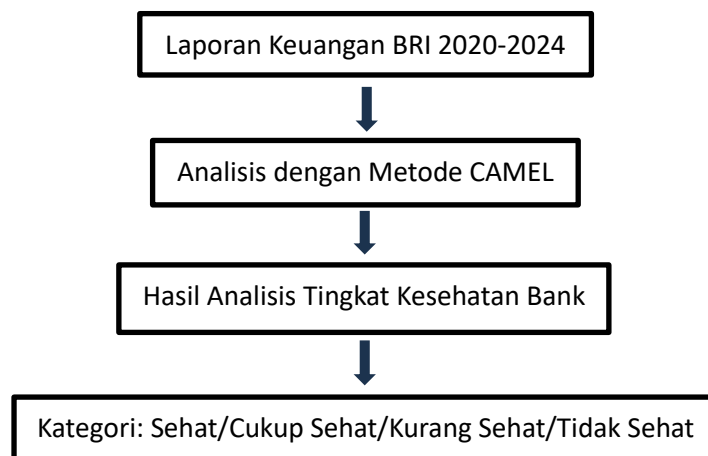 Laporan Keuangan BRI 2020-2024
Analisis dengan Metode CAMEL
Hasil Analisis Tingkat Kesehatan Bank
Kategori: Sehat/Cukup Sehat/Kurang Sehat/Tidak Sehat